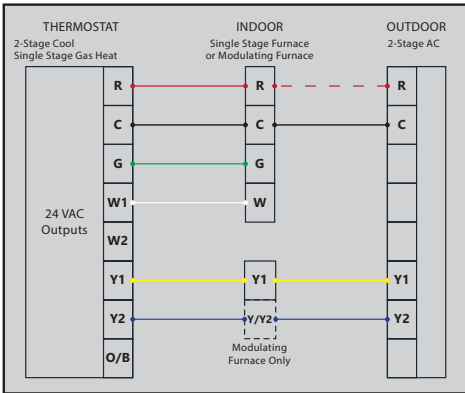 THERMOSTAT
2-Stage Cool
Single Stage Gas Heat
INDOOR
Single Stage Furnace
or Modulating Furnace
OUTDOOR
2-Stage AC
24 VAC
Outputs
R
C
G
W1
W2
Y1
Y2
O/B
R
C
G
W
Y1
Y/Y2
Modulating
Furnace Only
R
C
Y1
Y2